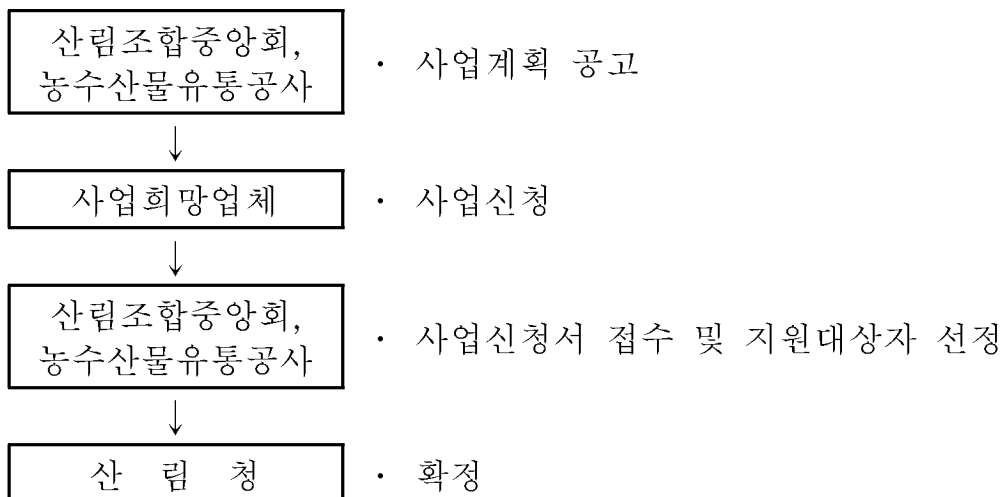 산림조합중앙회,
농수산물유통공사
· 사업계획 공고
↓
사업희망업체
· 사업신청
↓
산림조합중앙회,
농수산물유통공사
· 사업신청서 접수 및 지원대상자 선정
↓
산 림 청
· 확정